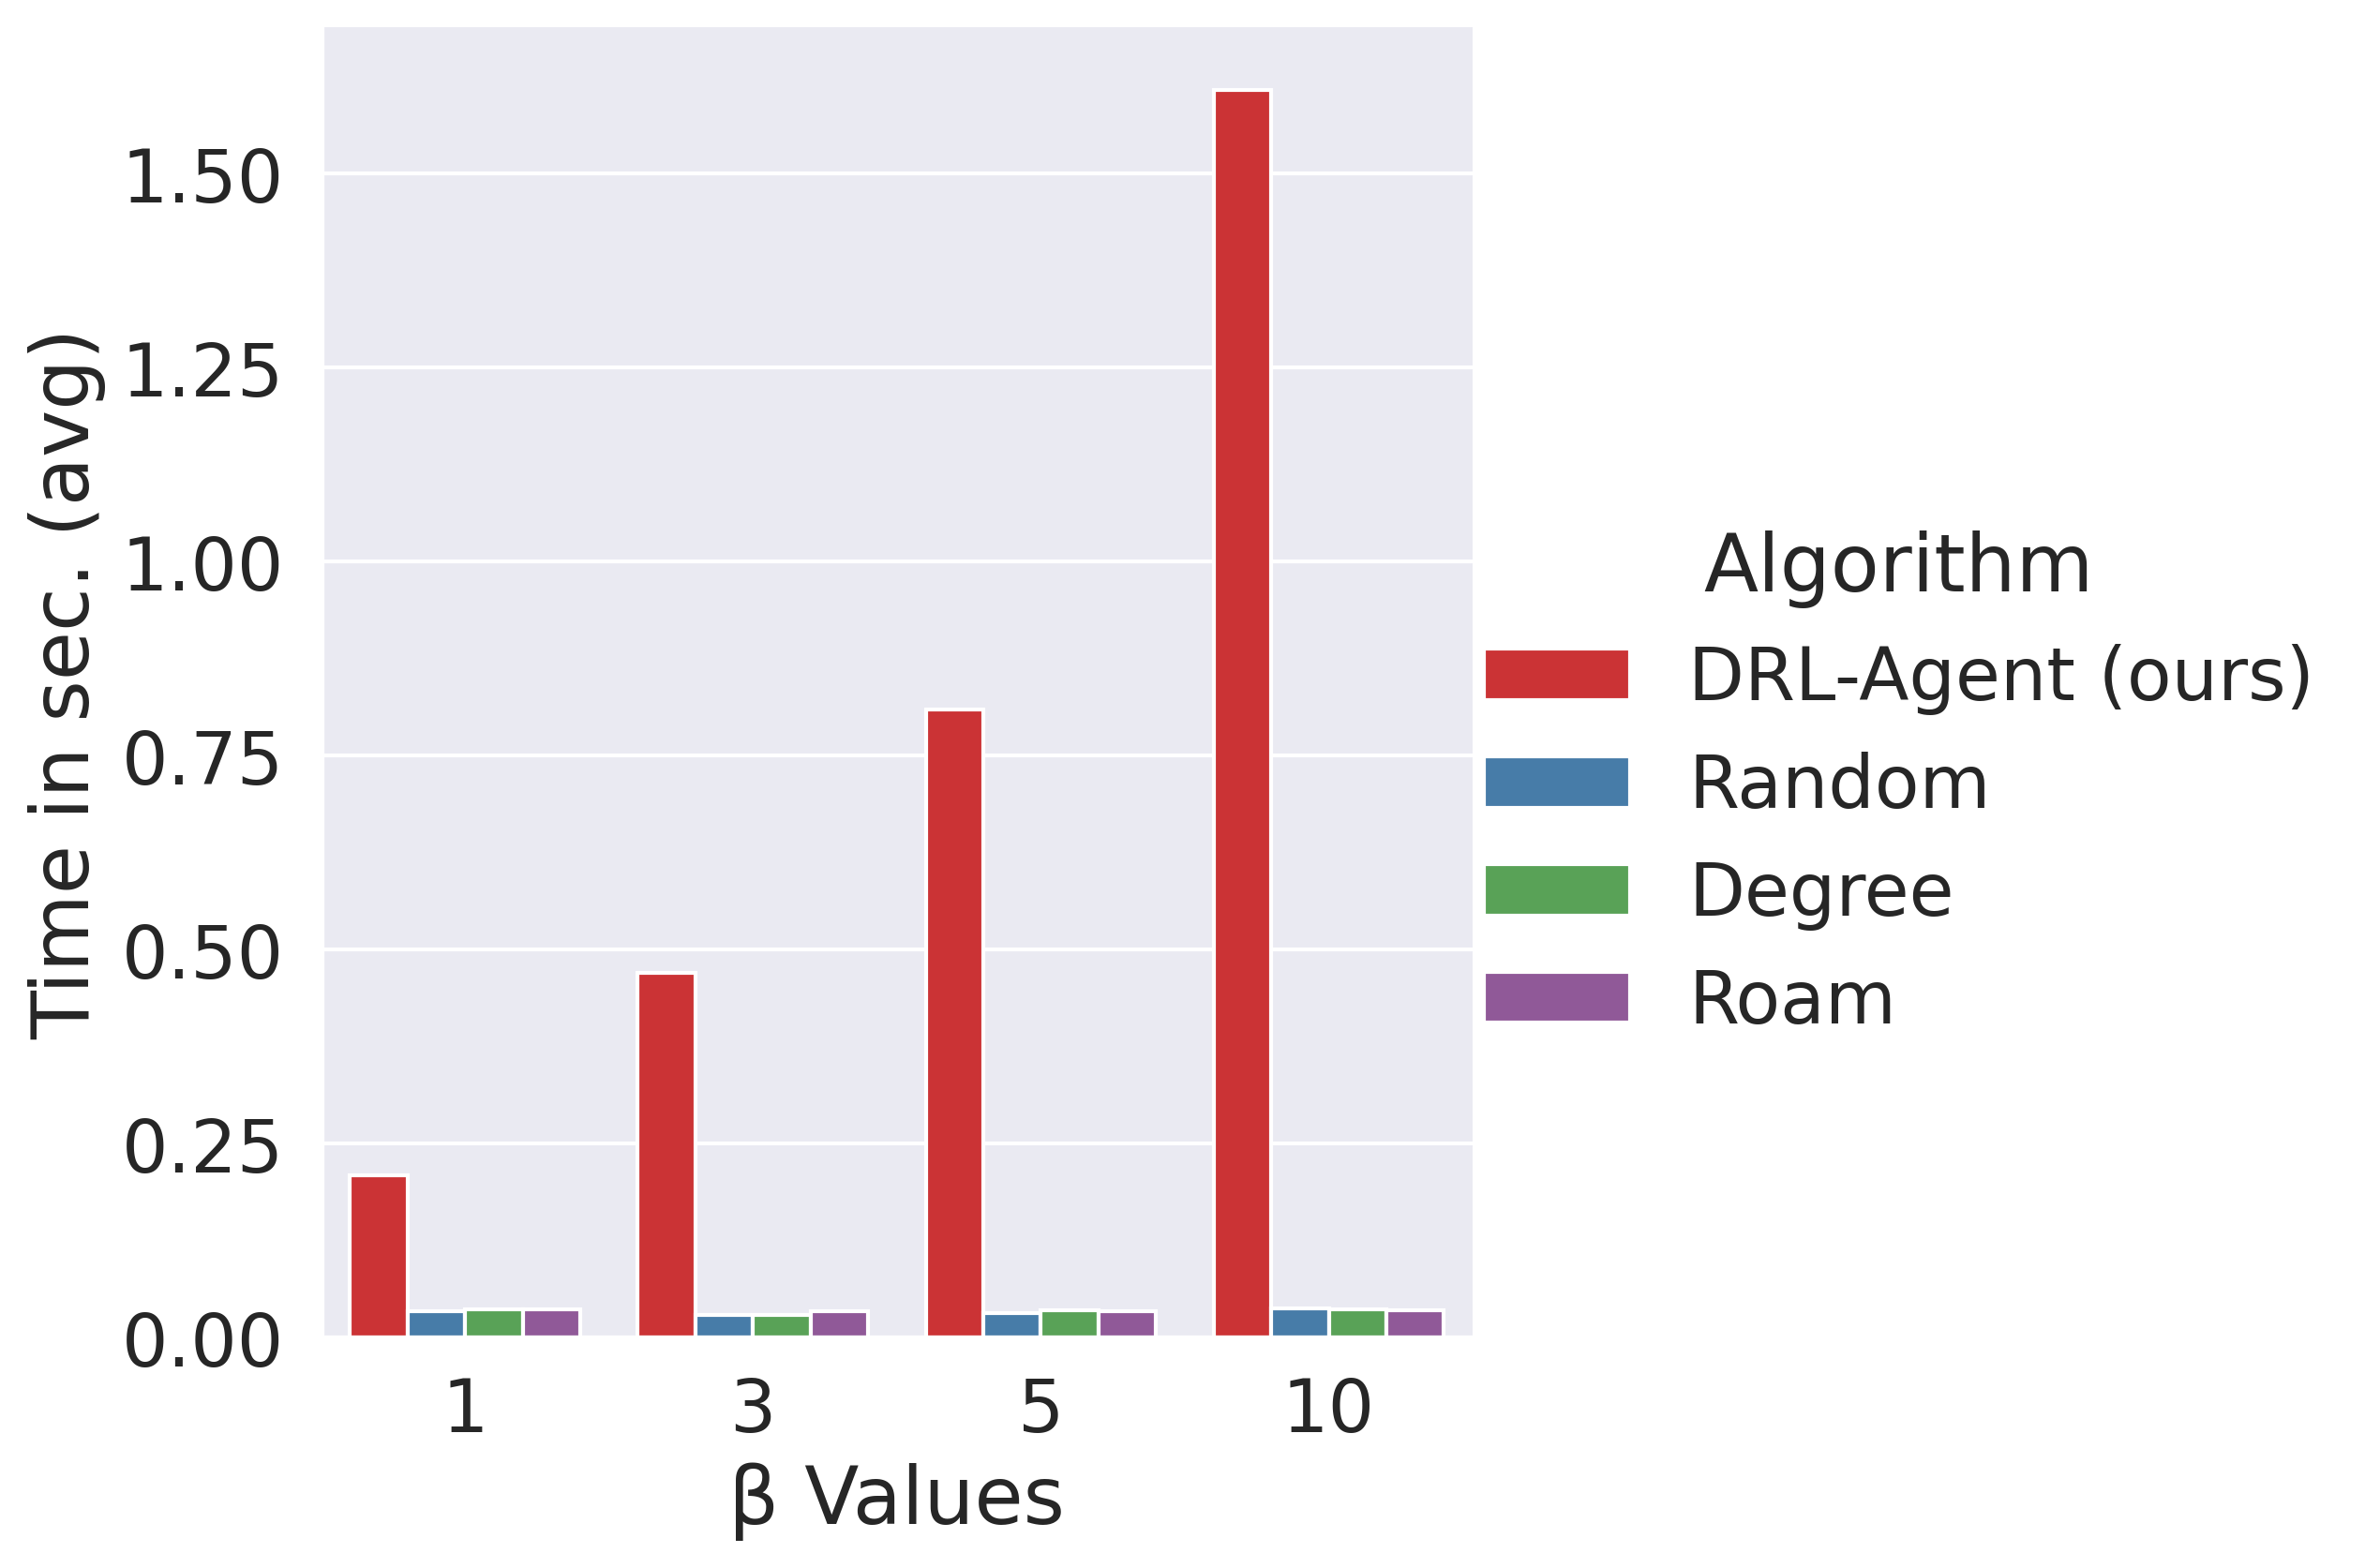 Time in sec. (avg)
1.50
1.25
1.00
0.75
0.50
0.25
0.00
1 3 5 10
β Values
Algorithm
DRL-Agent (ours)
Random
Degree
Roam